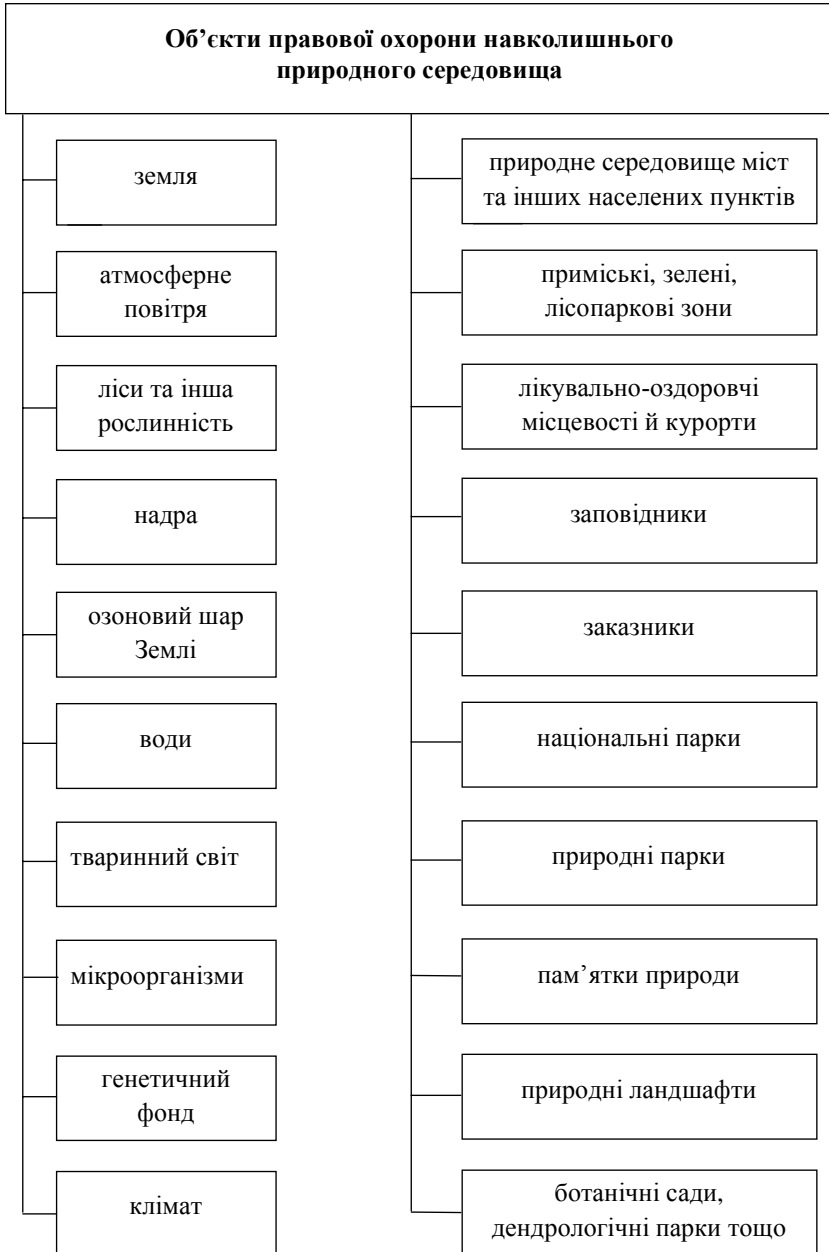 Об’єкти правової охорони навколишнього
природного середовища
земля
атмосферне
повітря
ліси та інша
рослинність
надра
озоновий шар
Землі
води
тваринний світ
мікроорганізми
генетичний
фонд
клімат
природне середовище міст
та інших населених пунктів
приміські, зелені,
лісопаркові зони
лікувально-оздоровчі
місцевості й курорти
заповідники
заказники
національні парки
природні парки
пам’ятки природи
природні ландшафти
ботанічні сади,
дендрологічні парки тощо